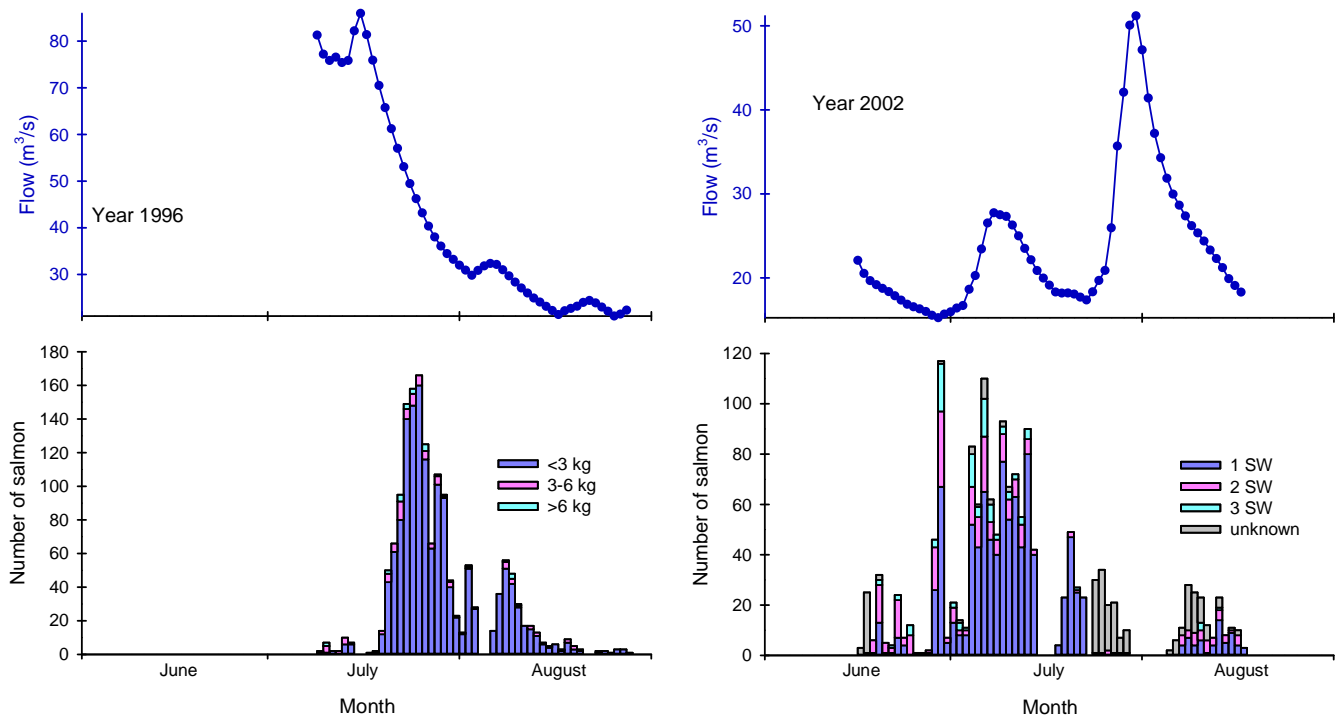 Flow (m³/s)
80
70
60
50
40
30
Year 1996
Flow (m³/s)
50
40
30
20
Year 2002
Number of salmon
180
160
140
120
100
80
60
40
20
0
<3 kg
3-6 kg
>6 kg
June
July
August
Month
Number of salmon
120
100
80
60
40
20
0
1 SW
2 SW
3 SW
unknown
June
July
August
Month